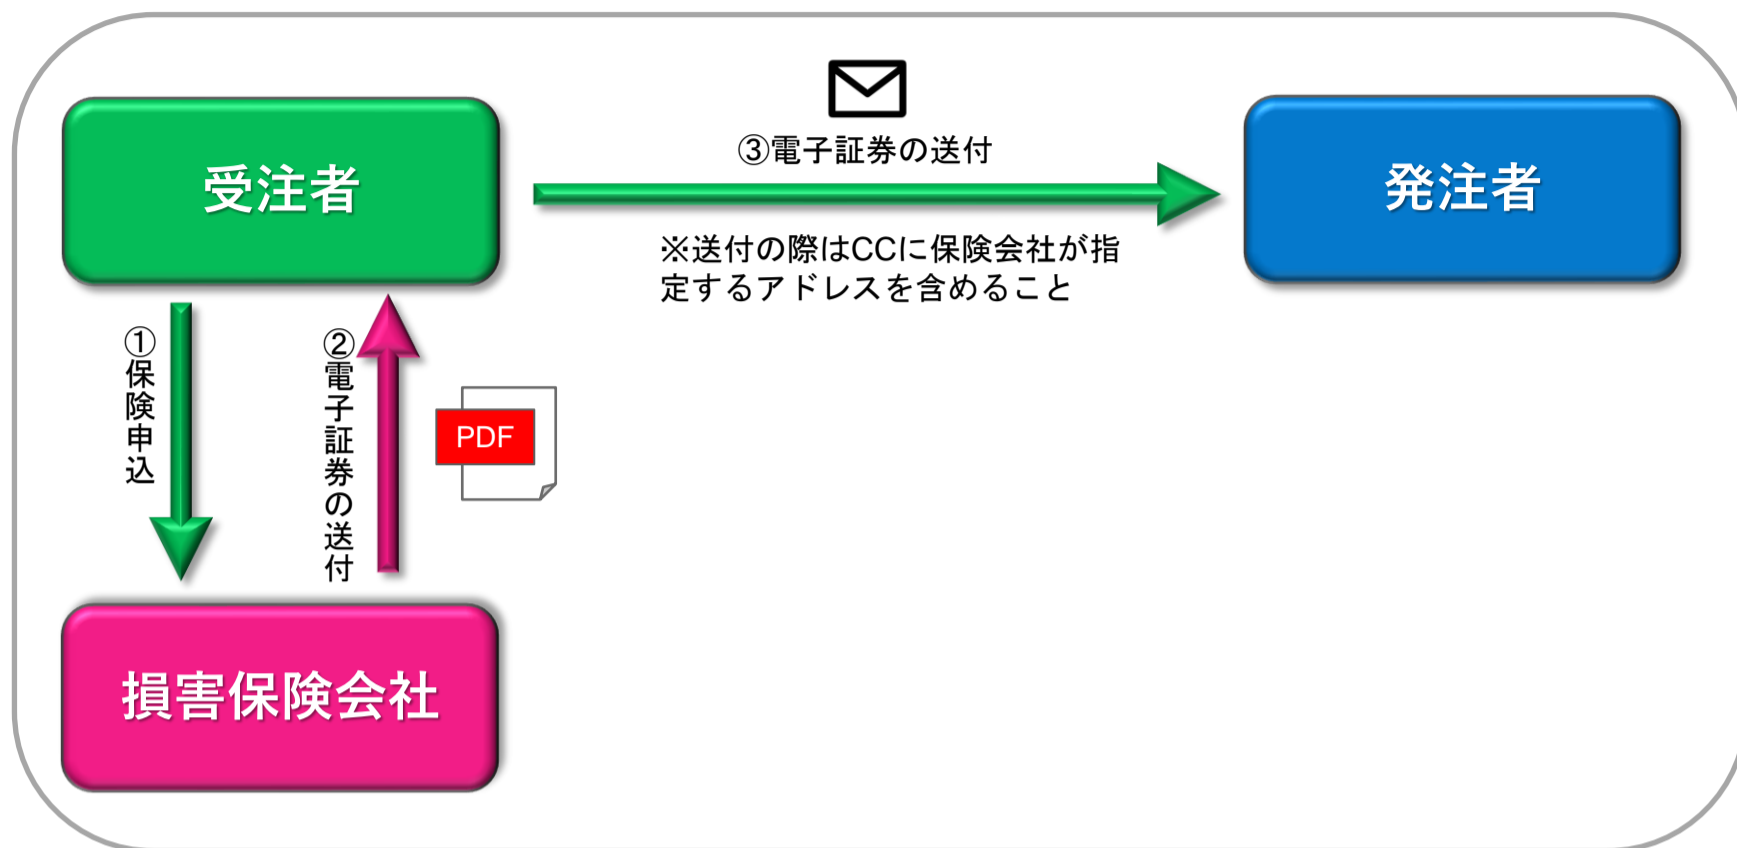 受注者
③電子証券の送付
発注者
※送付の際はCCに保険会社が指
定するアドレスを含めること
①保険申込
②電子証券の送付
PDF
損害保険会社